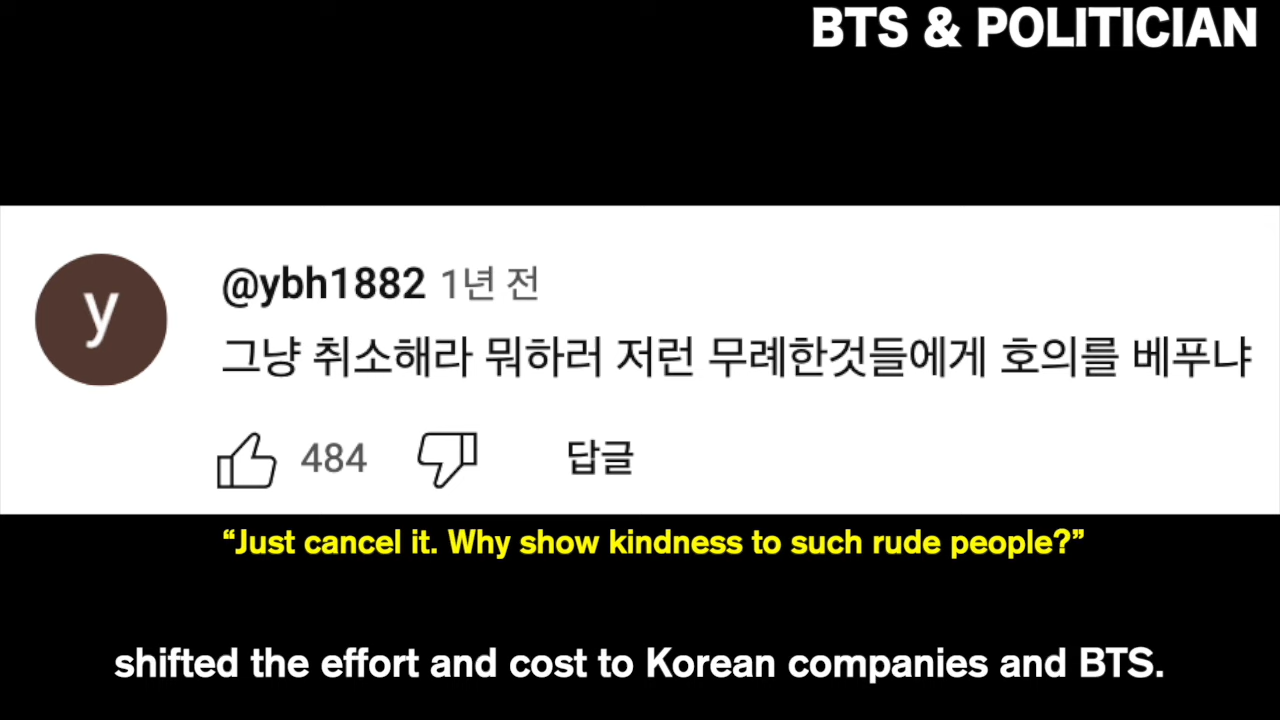 BTS & POLITICIAN
y
@ybh1882 1년 전
그냥 취소해라 뭐하러 저런 무례한것들에게 호의를 베푸냐
484 답글
“Just cancel it. Why show kindness to such rude people?”
shifted the effort and cost to Korean companies and BTS.